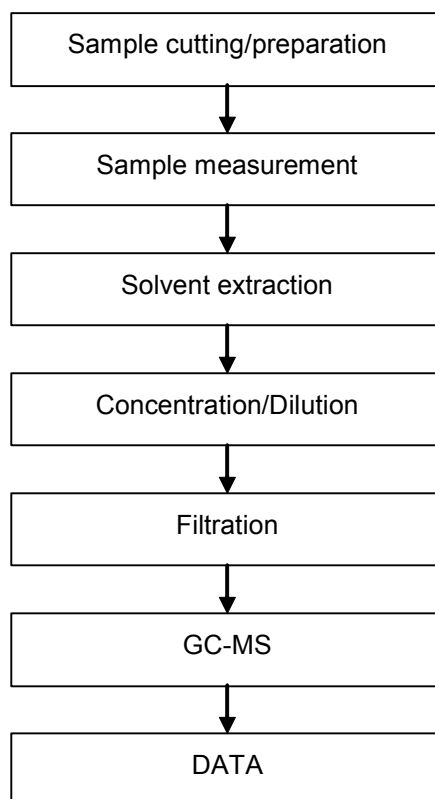 Sample cutting/preparation
Sample measurement
Solvent extraction
Concentration/Dilution
Filtration
GC-MS
DATA